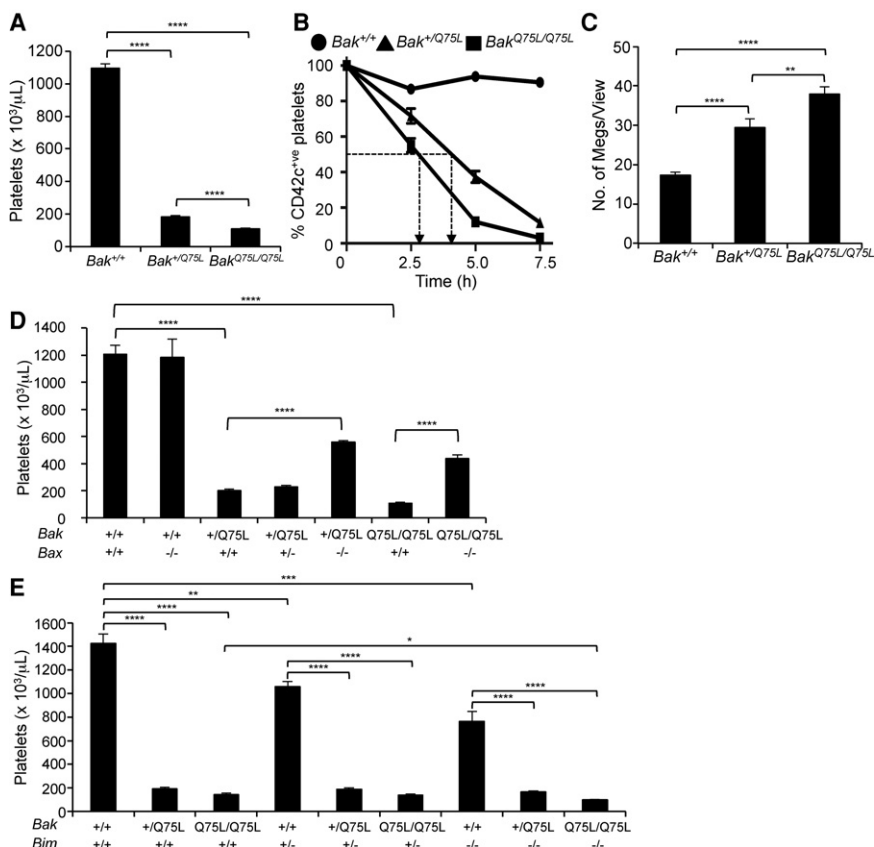 A
****
****
****
1200
1000
800
600
400
200
0
Platelets (x 10³/μL)
Bak+/+ Bak+/Q75L BakQ75L/Q75L
B
Bak+/+ Bak+/Q75L BakQ75L/Q75L
100
80
60
40
20
0
% CD42c+ve platelets
0 2.5 5.0 7.5
Time (h)
C
****
**
****
50
40
30
20
10
0
No. of Megs/View
Bak+/+ Bak+/Q75L BakQ75L/Q75L
D
****
****
****
****
1400
1200
1000
800
600
400
200
0
Platelets (x 10³/μL)
Bak +/+ +/+ +/Q75L +/Q75L +/Q75L Q75L/Q75L Q75L/Q75L
Bax +/+ -/- +/+ +/- -/- +/+ -/-
E
***
**
****
****
*
****
****
****
****
1600
1400
1200
1000
800
600
400
200
0
Platelets (x 10³/μL)
Bak +/+ +/Q75L Q75L/Q75L +/+ +/Q75L Q75L/Q75L +/+ +/Q75L Q75L/Q75L
Bim +/+ +/+ +/+ +/- +/- +/- -/- -/- -/-